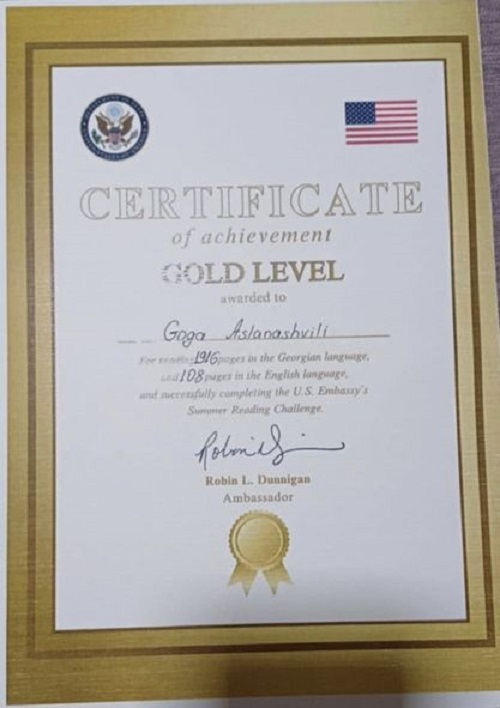 CERTIFICATE
of achievement
GOLD LEVEL
awarded to
Goga Aslanashvili
For reading 1916 pages in the Georgian language,
and 108 pages in the English language,
and successfully completing the U.S. Embassy's
Summer Reading Challenge.
Robin L. Dunnigan
Ambassador